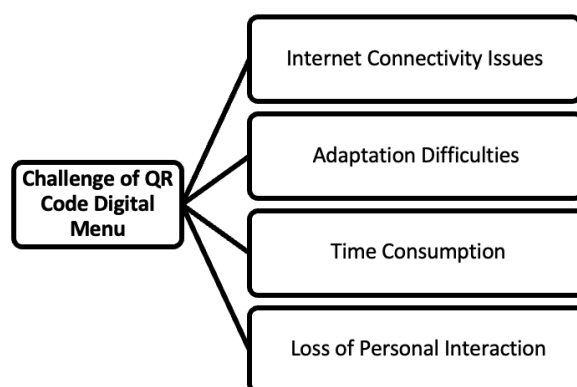 Internet Connectivity Issues
Adaptation Difficulties
Challenge of QR
Code Digital
Menu
Time Consumption
Loss of Personal Interaction